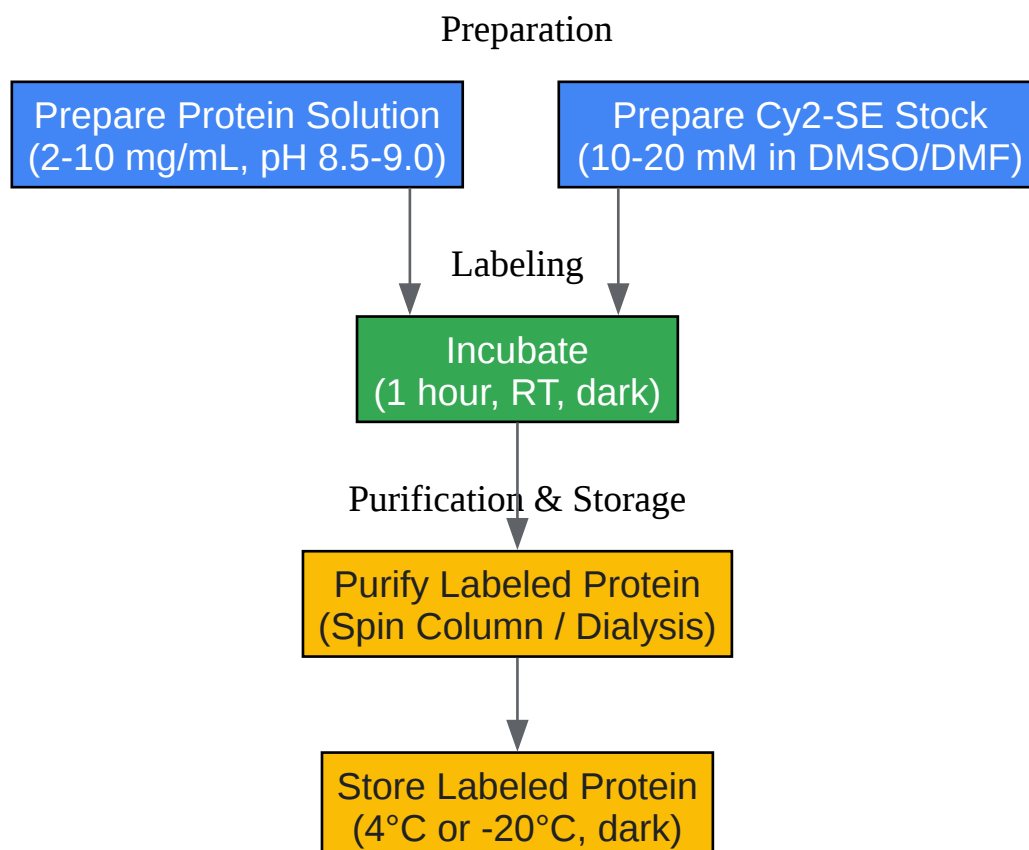 Preparation
Prepare Protein Solution
(2-10 mg/mL, pH 8.5-9.0)
Prepare Cy2-SE Stock
(10-20 mM in DMSO/DMF)
Labeling
Incubate
(1 hour, RT, dark)
Purification & Storage
Purify Labeled Protein
(Spin Column / Dialysis)
Store Labeled Protein
(4°C or -20°C, dark)